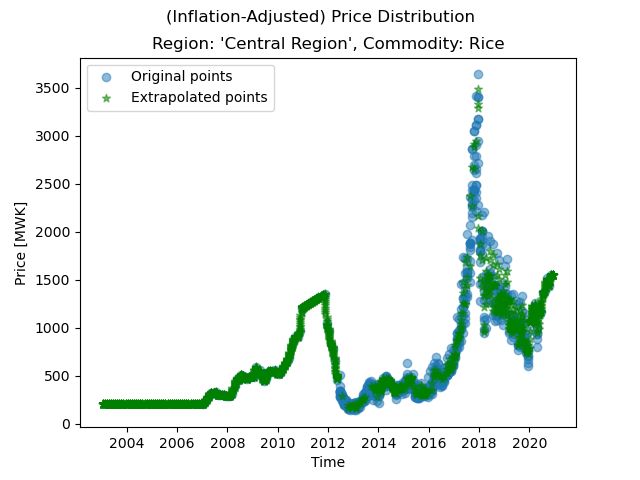 (Inflation-Adjusted) Price Distribution
Region: 'Central Region', Commodity: Rice
Original points
Extrapolated points
3500
3000
2500
2000
1500
1000
500
0
Price [MWK]
2004 2006 2008 2010 2012 2014 2016 2018 2020
Time